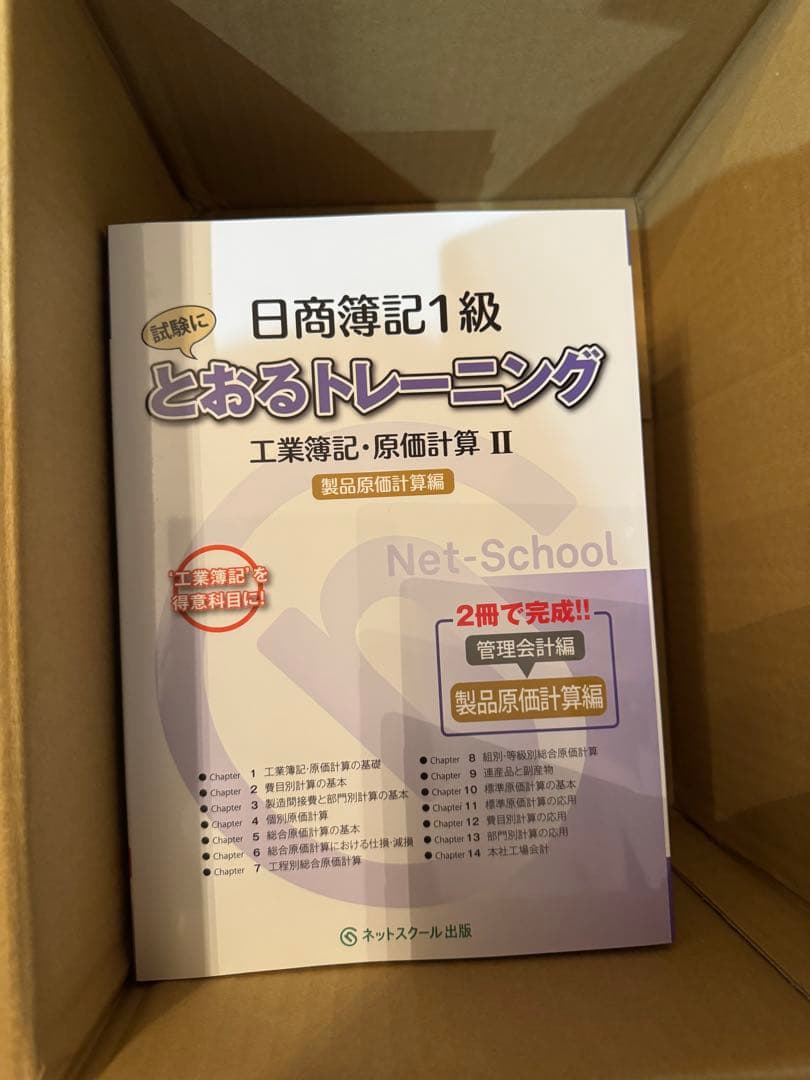 試験に
日商簿記1級
とおるトレーニング
工業簿記・原価計算 II
製品原価計算編
Net-School
"工業簿記"を
得意科目に!
2冊で完成!!
管理会計編
製品原価計算編
● Chapter 1 工業簿記・原価計算の基礎
● Chapter 2 費目別計算の基本
● Chapter 3 製造間接費と部門別計算の基本
● Chapter 4 個別原価計算
● Chapter 5 総合原価計算の基本
● Chapter 6 総合原価計算における仕損・減損
● Chapter 7 工程別総合原価計算
● Chapter 8 組別・等級別総合原価計算
● Chapter 9 連産品と副産物
● Chapter 10 標準原価計算の基本
● Chapter 11 標準原価計算の応用
● Chapter 12 費目別計算の応用
● Chapter 13 部門別計算の応用
● Chapter 14 本社工場会計
ネットスクール出版